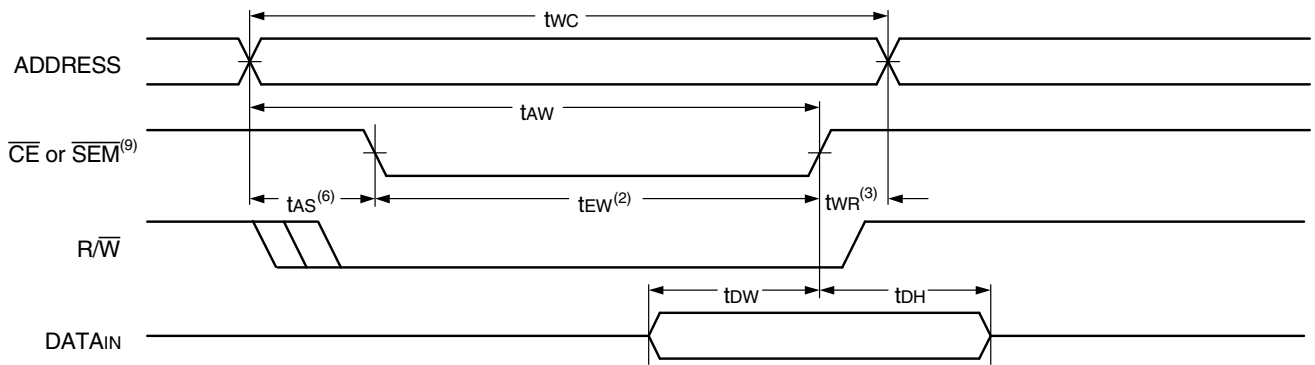 tWC
ADDRESS
tAW
CE or SEM(9)
tAS(6)
tEW(2)
tWR(3)
R/W
tDW
tDH
DATAIN